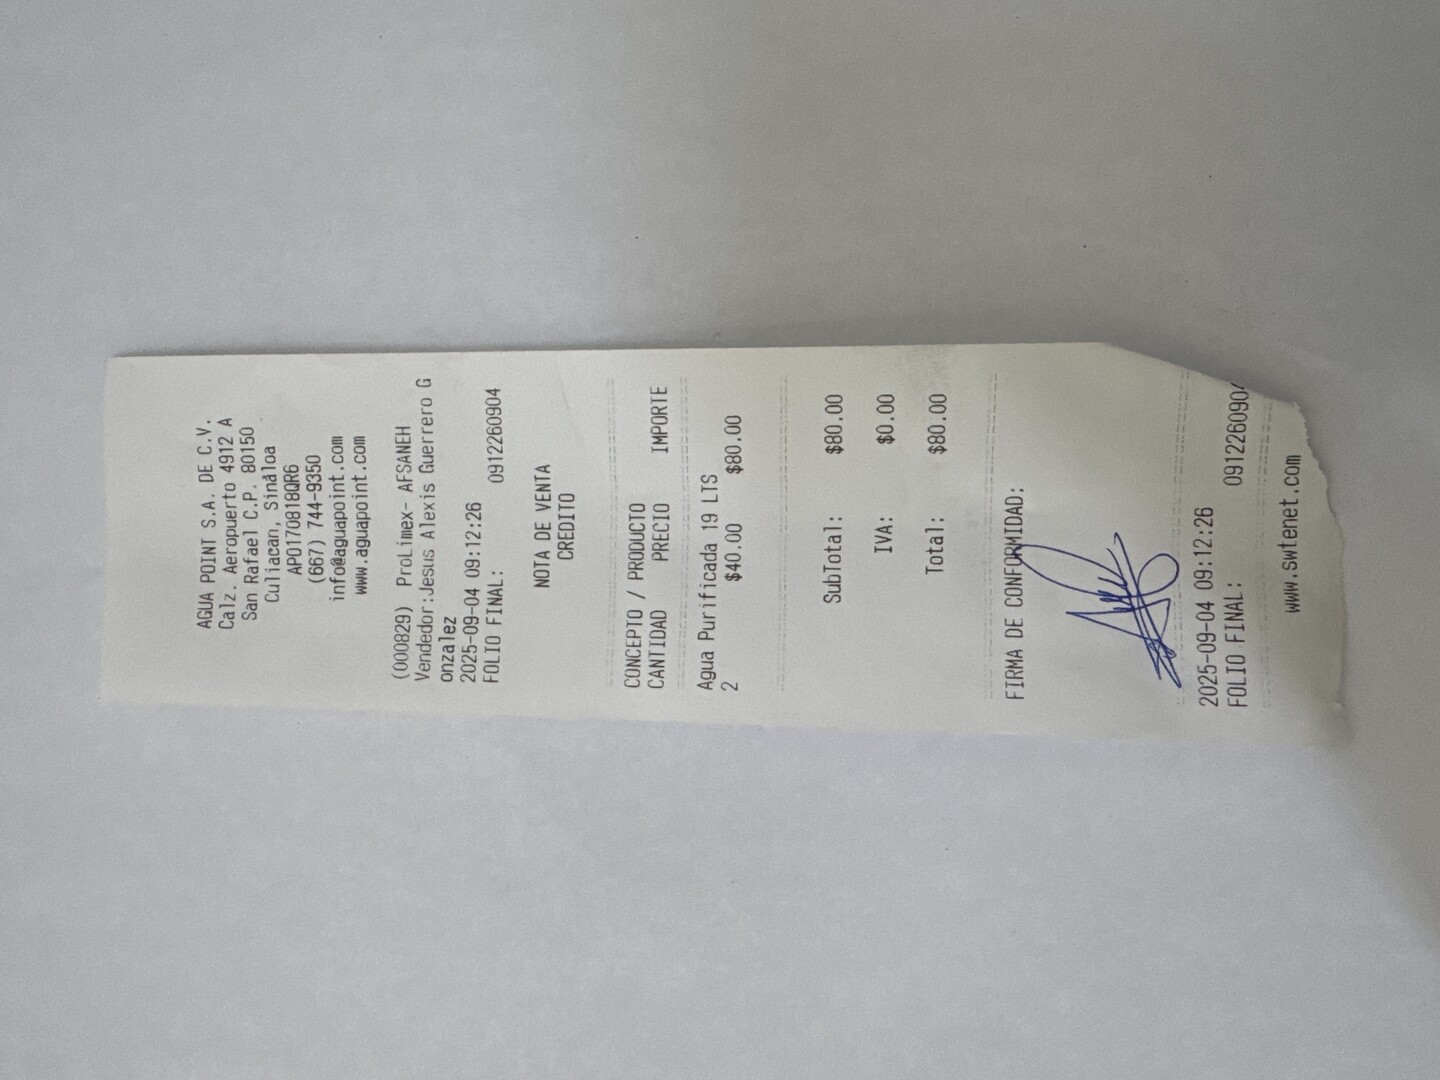 AGUA POINT S.A. DE C.V.
Calz. Aeropuerto 4912 A
San Rafael C.P. 80150
Culiacan, Sinaloa
APO170818QR6
(667) 744-9350
info@aguapoint.com
www.aguapoint.com
(000829) ProLimex- AFSANEH
Vendedor:Jesus Alexis Guerrero G
onzalez
2025-09-04 09:12:26
FOLIO FINAL: 0912260904
NOTA DE VENTA
CREDITO
CONCEPTO / PRODUCTO
CANTIDAD PRECIO IMPORTE
Agua Purificada 19 LTS
2 $40.00 $80.00
SubTotal: $80.00
IVA: $0.00
Total: $80.00
FIRMA DE CONFORMIDAD:
2025-09-04 09:12:26
FOLIO FINAL: 0912260904
www.swtenet.com